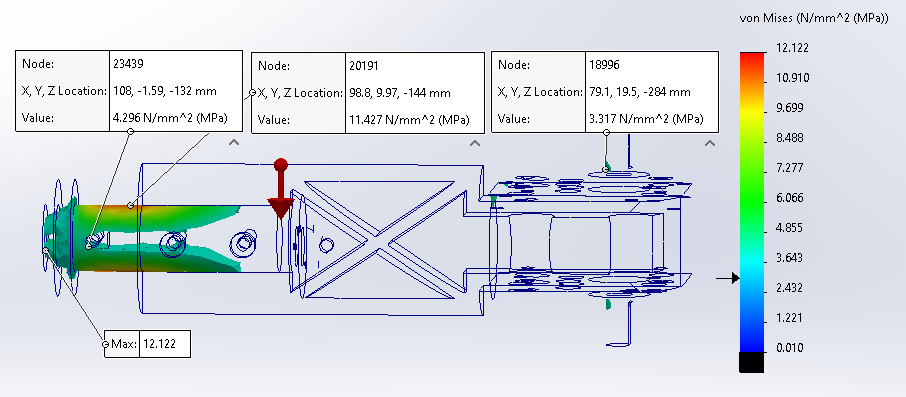 von Mises (N/mm^2 (MPa))
Node: 23439
X, Y, Z Location: 108, -1.59, -132 mm
Value: 4.296 N/mm^2 (MPa)
Node: 20191
X, Y, Z Location: 98.8, 9.97, -144 mm
Value: 11.427 N/mm^2 (MPa)
Node: 18996
X, Y, Z Location: 79.1, 19.5, -284 mm
Value: 3.317 N/mm^2 (MPa)
12.122
10.910
9.699
8.488
7.277
6.066
4.855
3.643
2.432
1.221
0.010
Max: 12.122